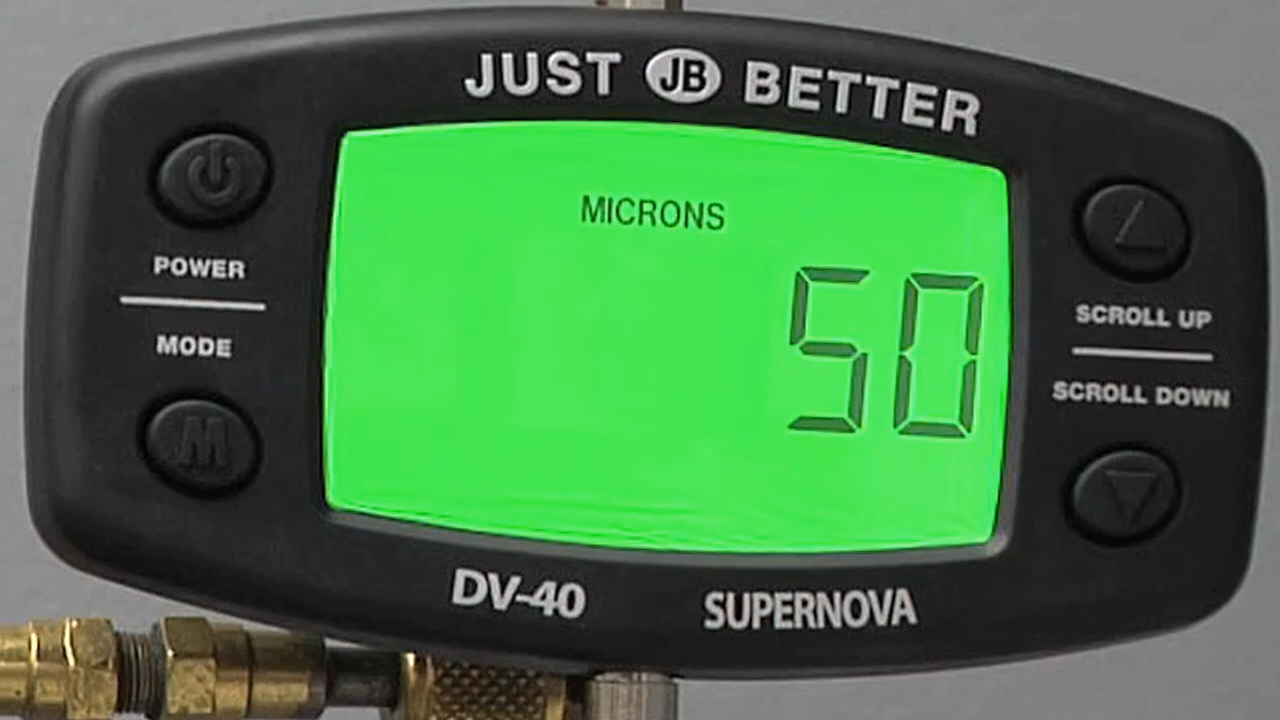 JUST JB BETTER
MICRONS
50
POWER
MODE
M
SCROLL UP
SCROLL DOWN
DV-40 SUPERNOVA